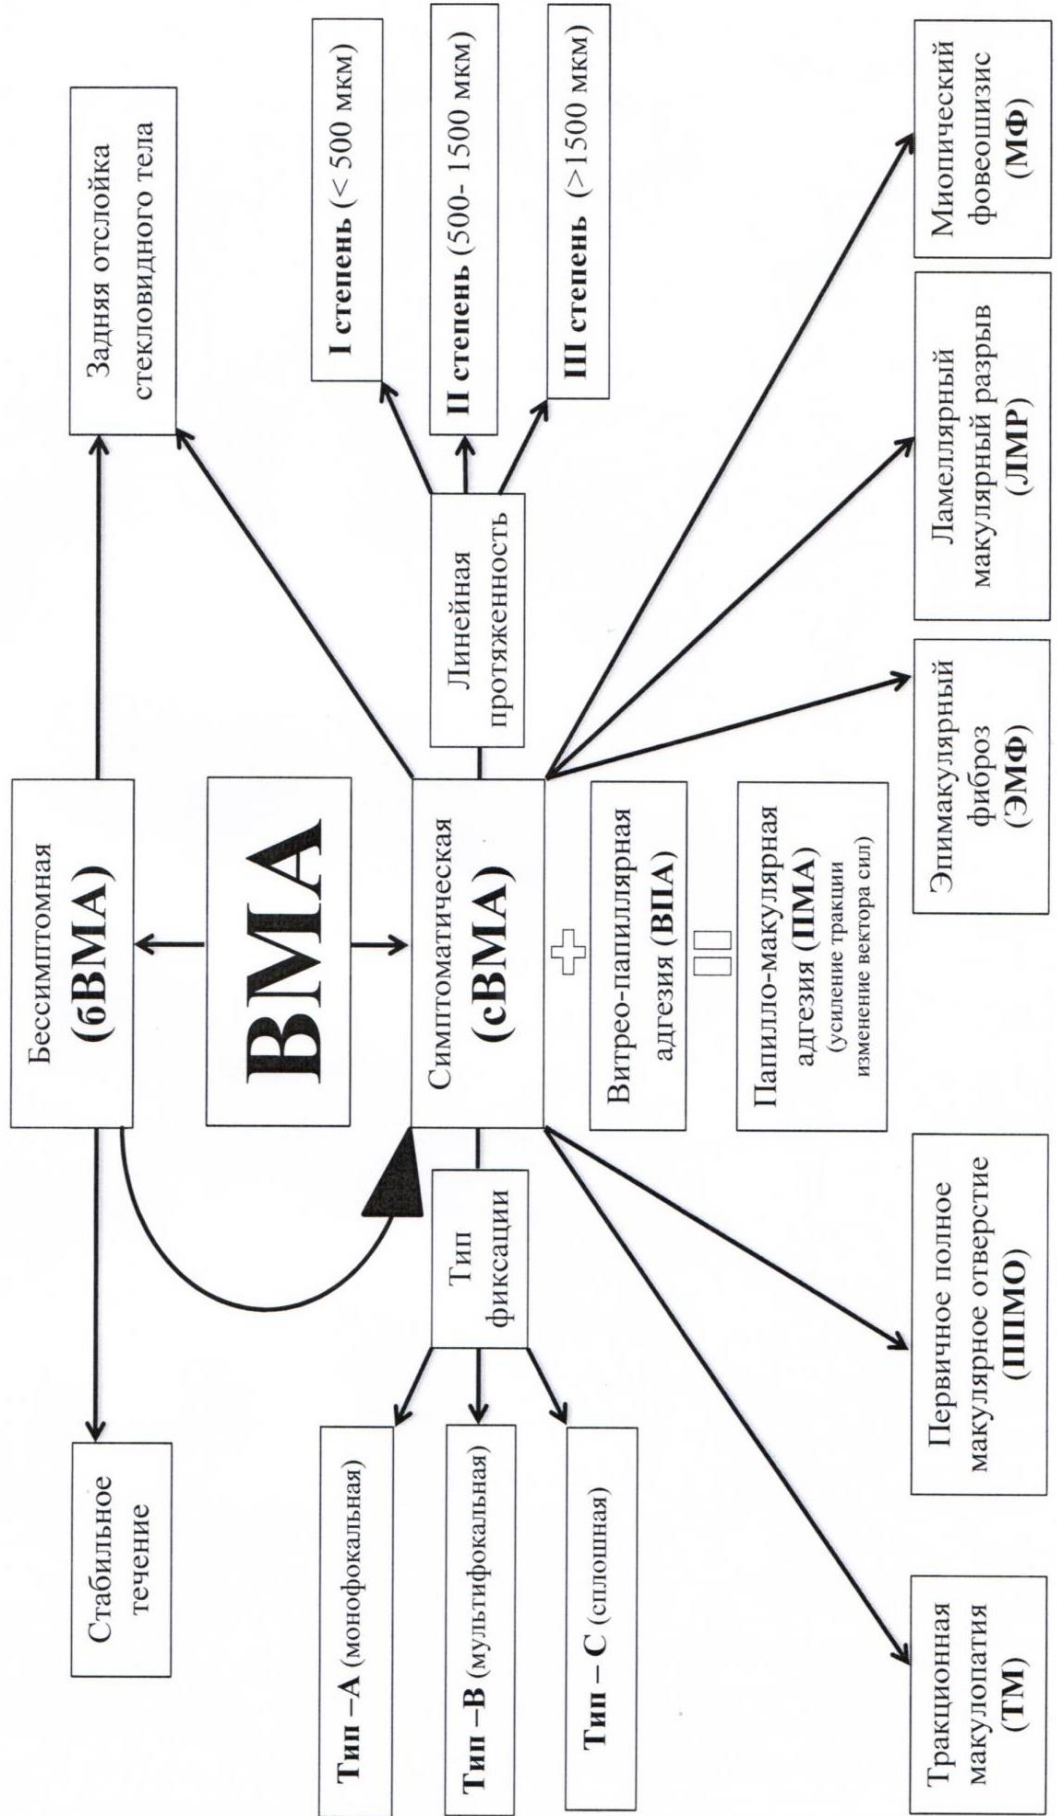 Бессимптомная
(бВМА)
Стабильное
течение
Задняя отслойка
стекловидного тела
ВМА
Симптоматическая
(сВМА)
Тип
фиксации
Тип –А (монофокальная)
Тип –В (мультифокальная)
Тип – С (сплошная)
Линейная
протяженность
I степень (< 500 мкм)
II степень (500- 1500 мкм)
III степень (>1500 мкм)
+
Витрео-папиллярная
адгезия (ВПА)
=
Папилло-макулярная
адгезия (ПМА)
(усиление тракции
изменение вектора сил)
Тракционная
макулопатия
(ТМ)
Первичное полное
макулярное отверстие
(ППМО)
Эпимакулярный
фиброз
(ЭМФ)
Ламеллярный
макулярный разрыв
(ЛМР)
Миопический
фовеошизис
(МФ)